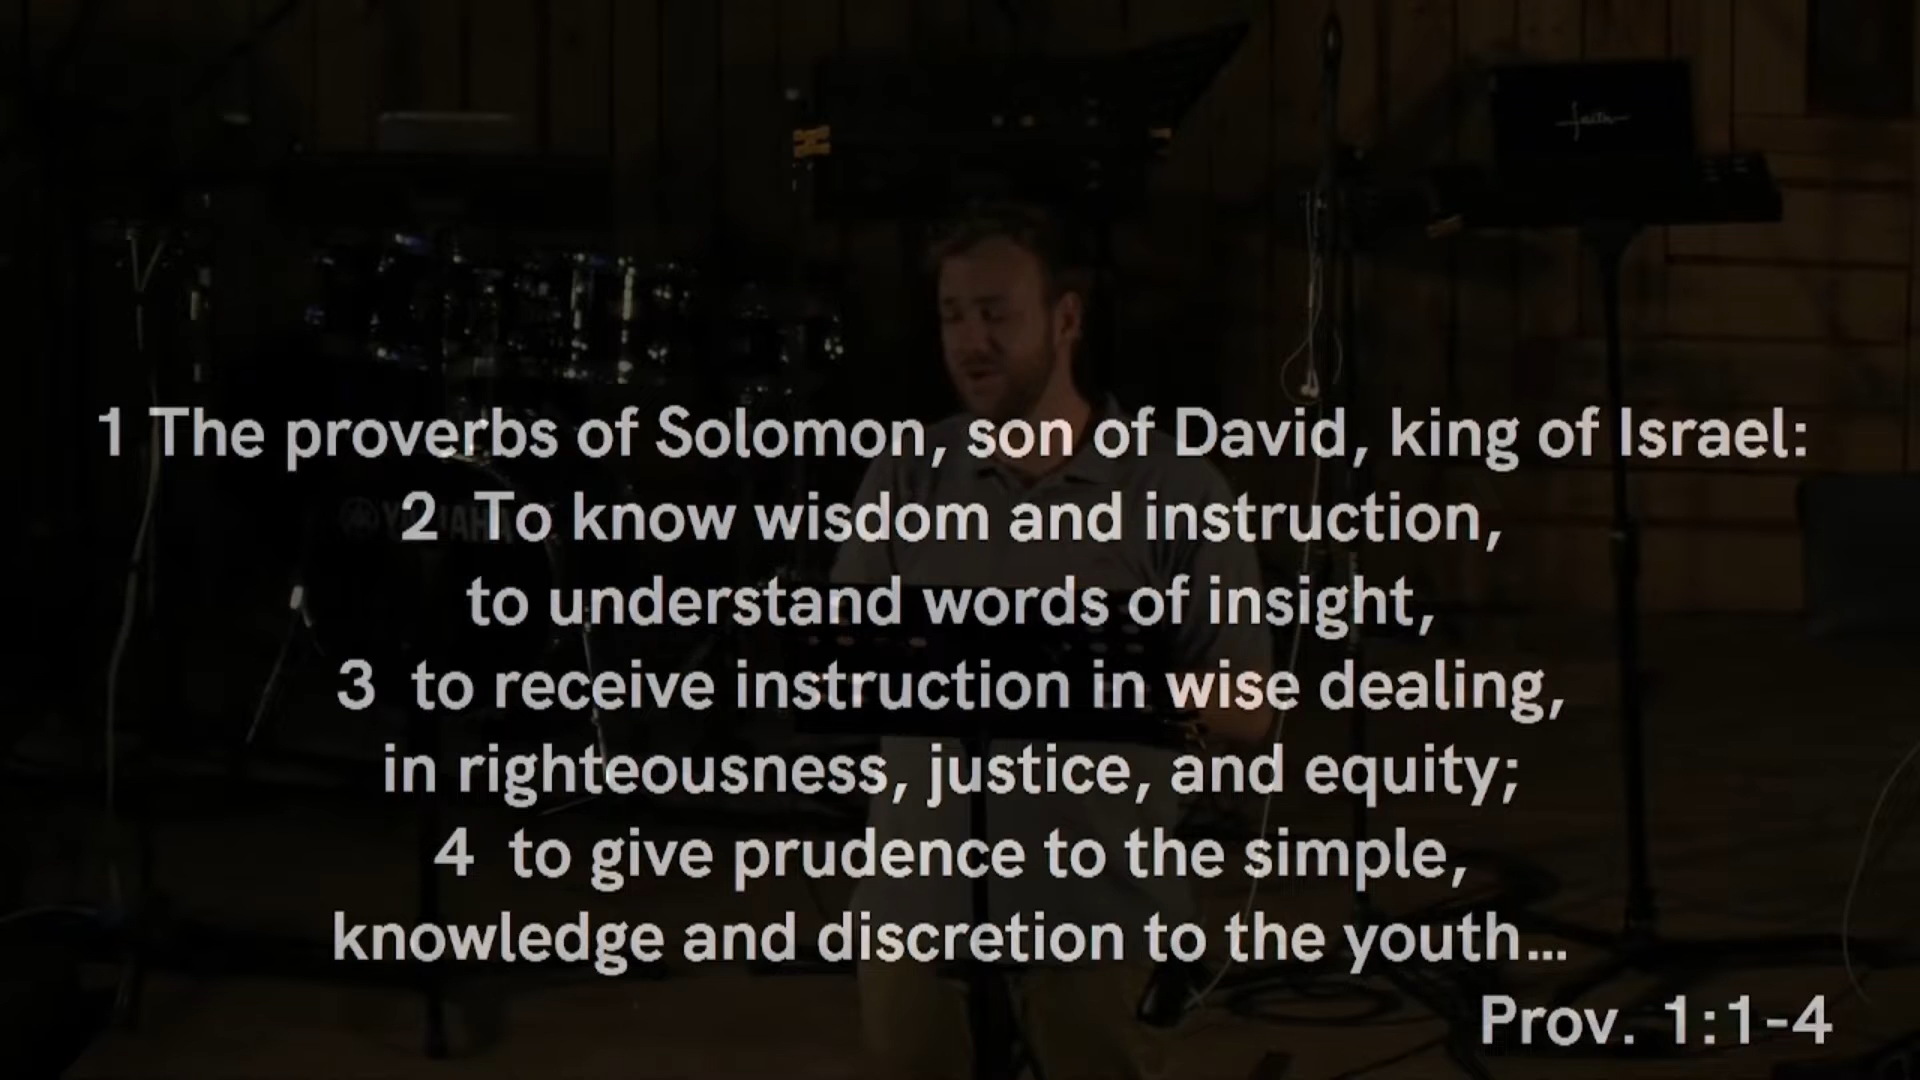 faith
1 The proverbs of Solomon, son of David, king of Israel:
2 To know wisdom and instruction,
YAMAHA
to understand words of insight,
3 to receive instruction in wise dealing,
in righteousness, justice, and equity;
4 to give prudence to the simple,
knowledge and discretion to the youth...
Prov. 1:1-4